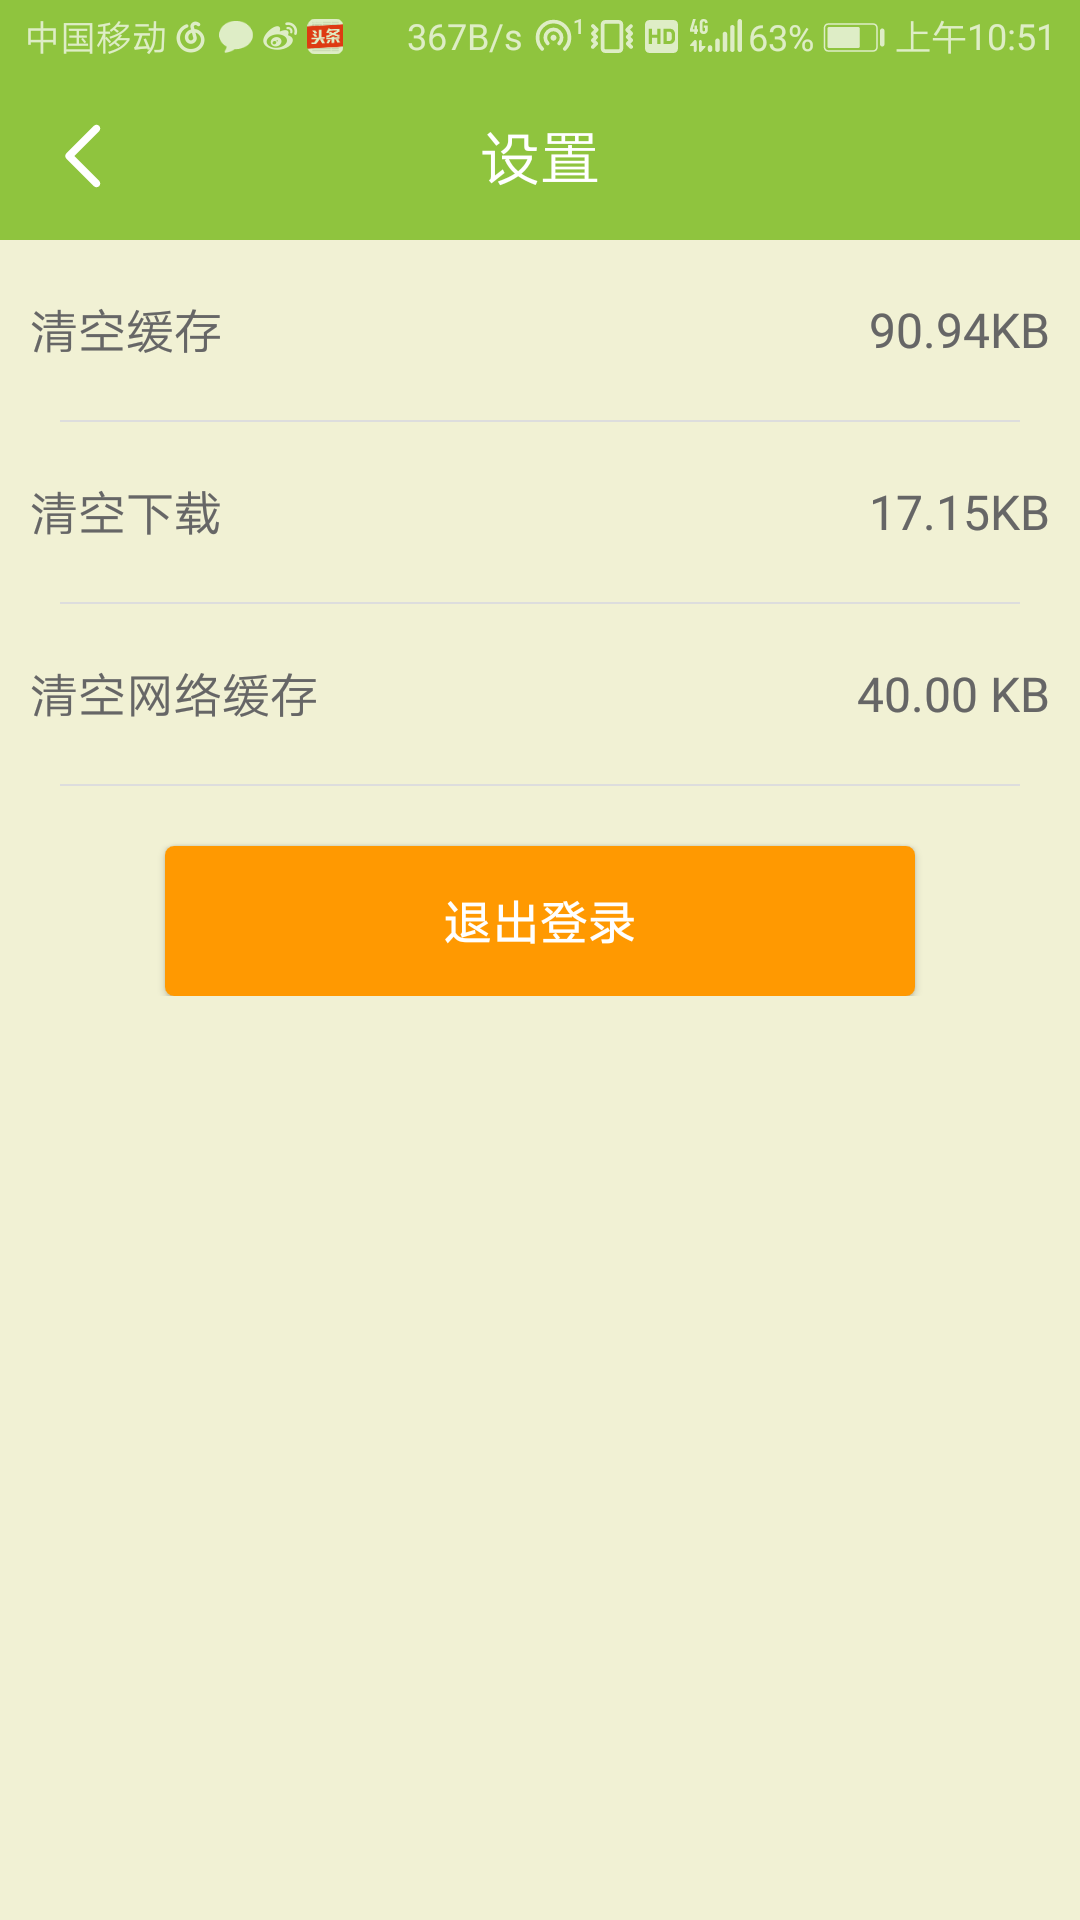 中国移动 头条 367B/s 1 HD 4G 63% 上午10:51
设置
清空缓存 90.94KB
清空下载 17.15KB
清空网络缓存 40.00 KB
退出登录